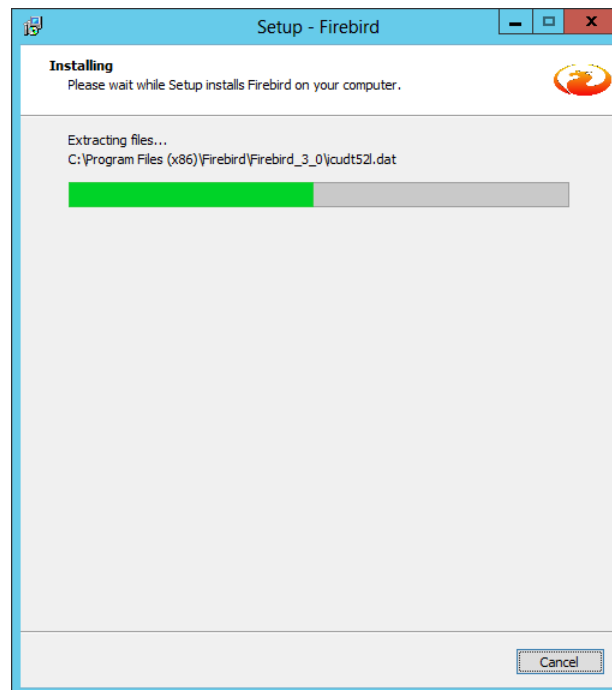 Setup - Firebird
Installing
Please wait while Setup installs Firebird on your computer.
Extracting files...
C:\Program Files (x86)\Firebird\Firebird_3_0\icudt52l.dat
Cancel